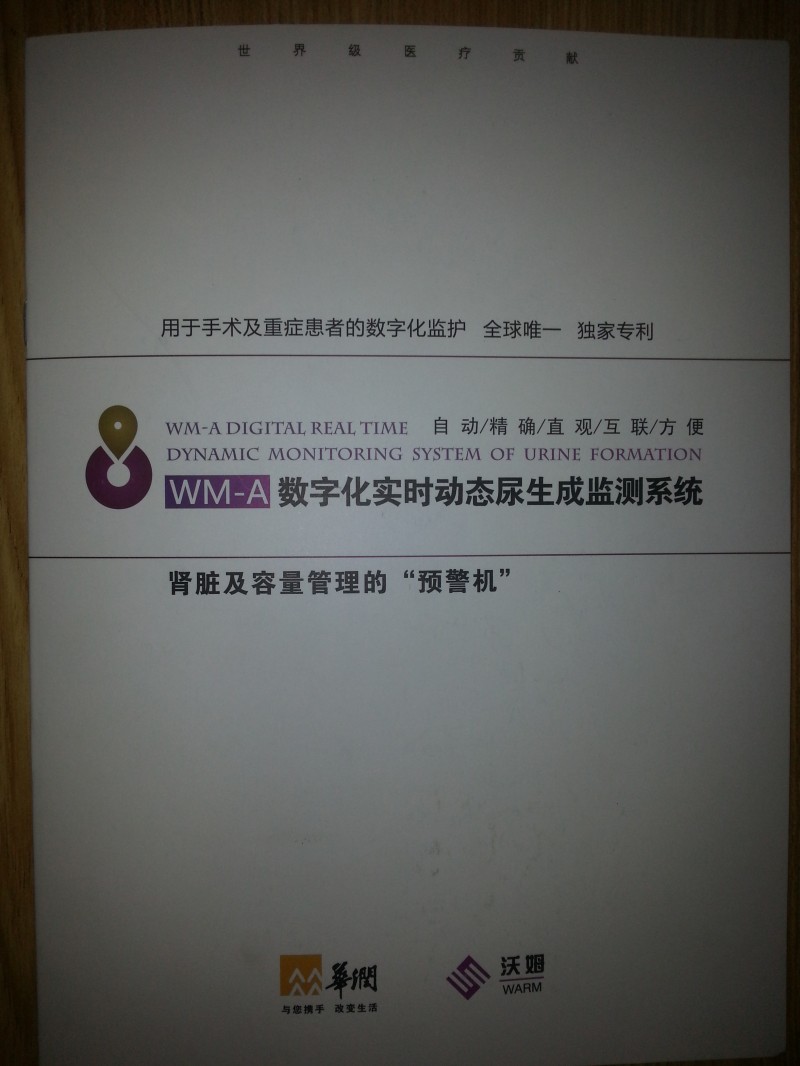 世界级医疗贡献
用于手术及重症患者的数字化监护 全球唯一 独家专利
WM-A DIGITAL REAL TIME 自动/精确/直观/互联/方便
DYNAMIC MONITORING SYSTEM OF URINE FORMATION
WM-A 数字化实时动态尿生成监测系统
肾脏及容量管理的“预警机”
華潤
与您携手 改变生活
沃姆
WARM